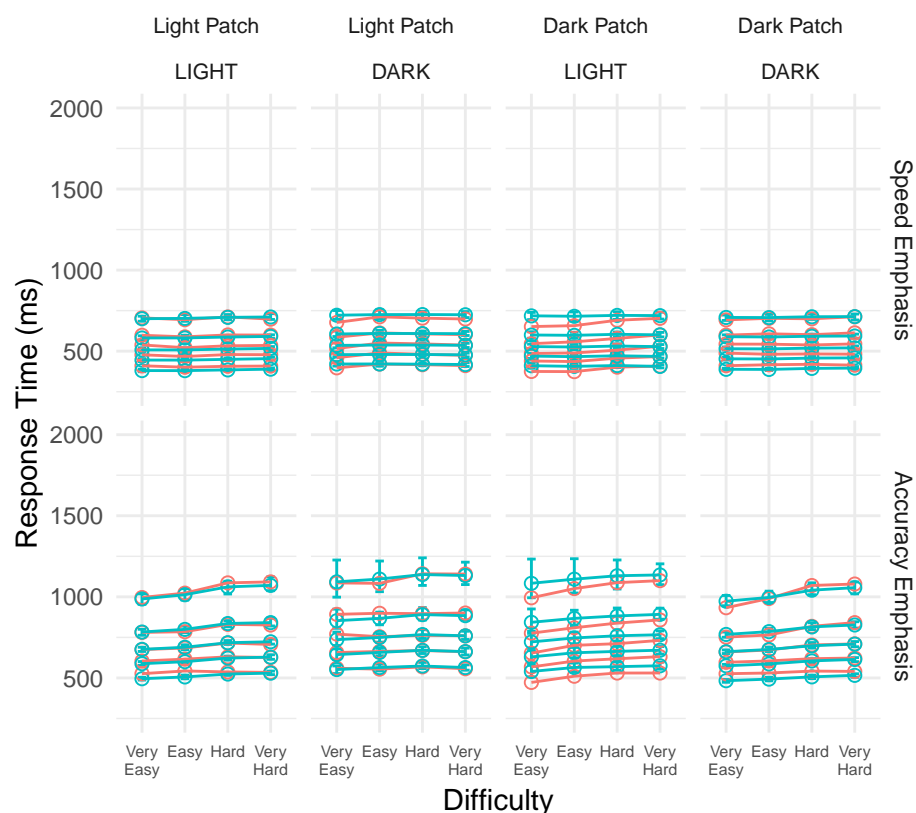 Light Patch Light Patch Dark Patch Dark Patch
LIGHT DARK LIGHT DARK
2000
1500
1000
500
Speed Emphasis
2000
1500
1000
500
Accuracy Emphasis
Response Time (ms)
Very Easy Hard Very Very Easy Hard Very Very Easy Hard Very Very Easy Hard Very
Easy Hard Easy Hard Easy Hard Easy Hard
Difficulty